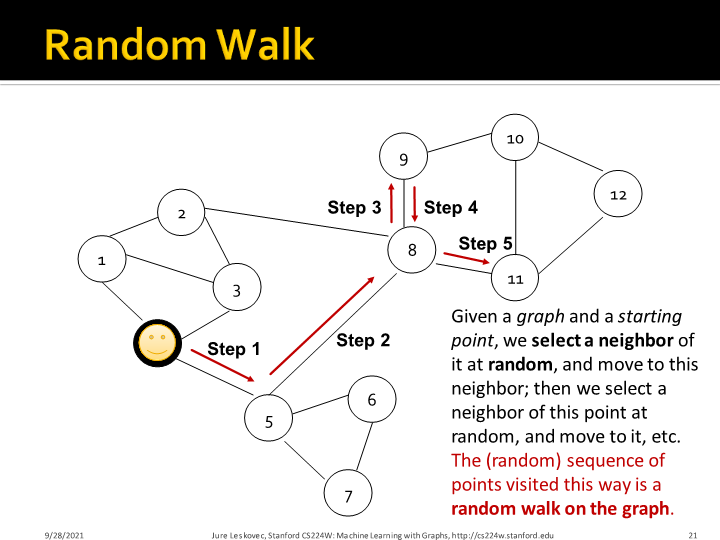 Random Walk
10
9
12
Step 3
Step 4
2
8
Step 5
1
11
3
Step 1
Step 2
Given a graph and a starting
point, we select a neighbor of
it at random, and move to this
neighbor; then we select a
neighbor of this point at
random, and move to it, etc.
The (random) sequence of
points visited this way is a
random walk on the graph.
6
5
7
9/28/2021
Jure Leskovec, Stanford CS224W: Machine Learning with Graphs, http://cs224w.stanford.edu
21